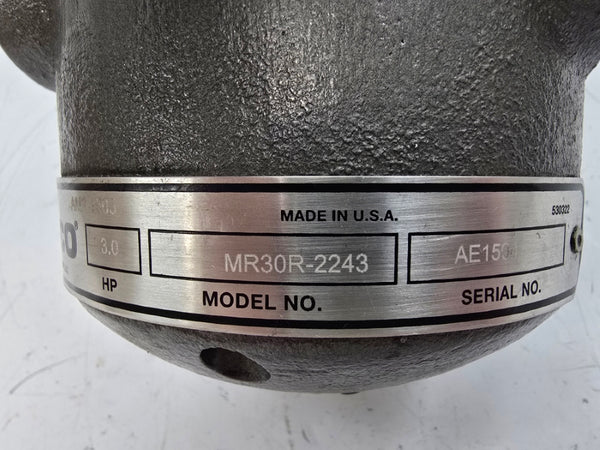 MADE IN U.S.A.
530322
3.0
MR30R-2243
HP
MODEL NO.
SERIAL NO.